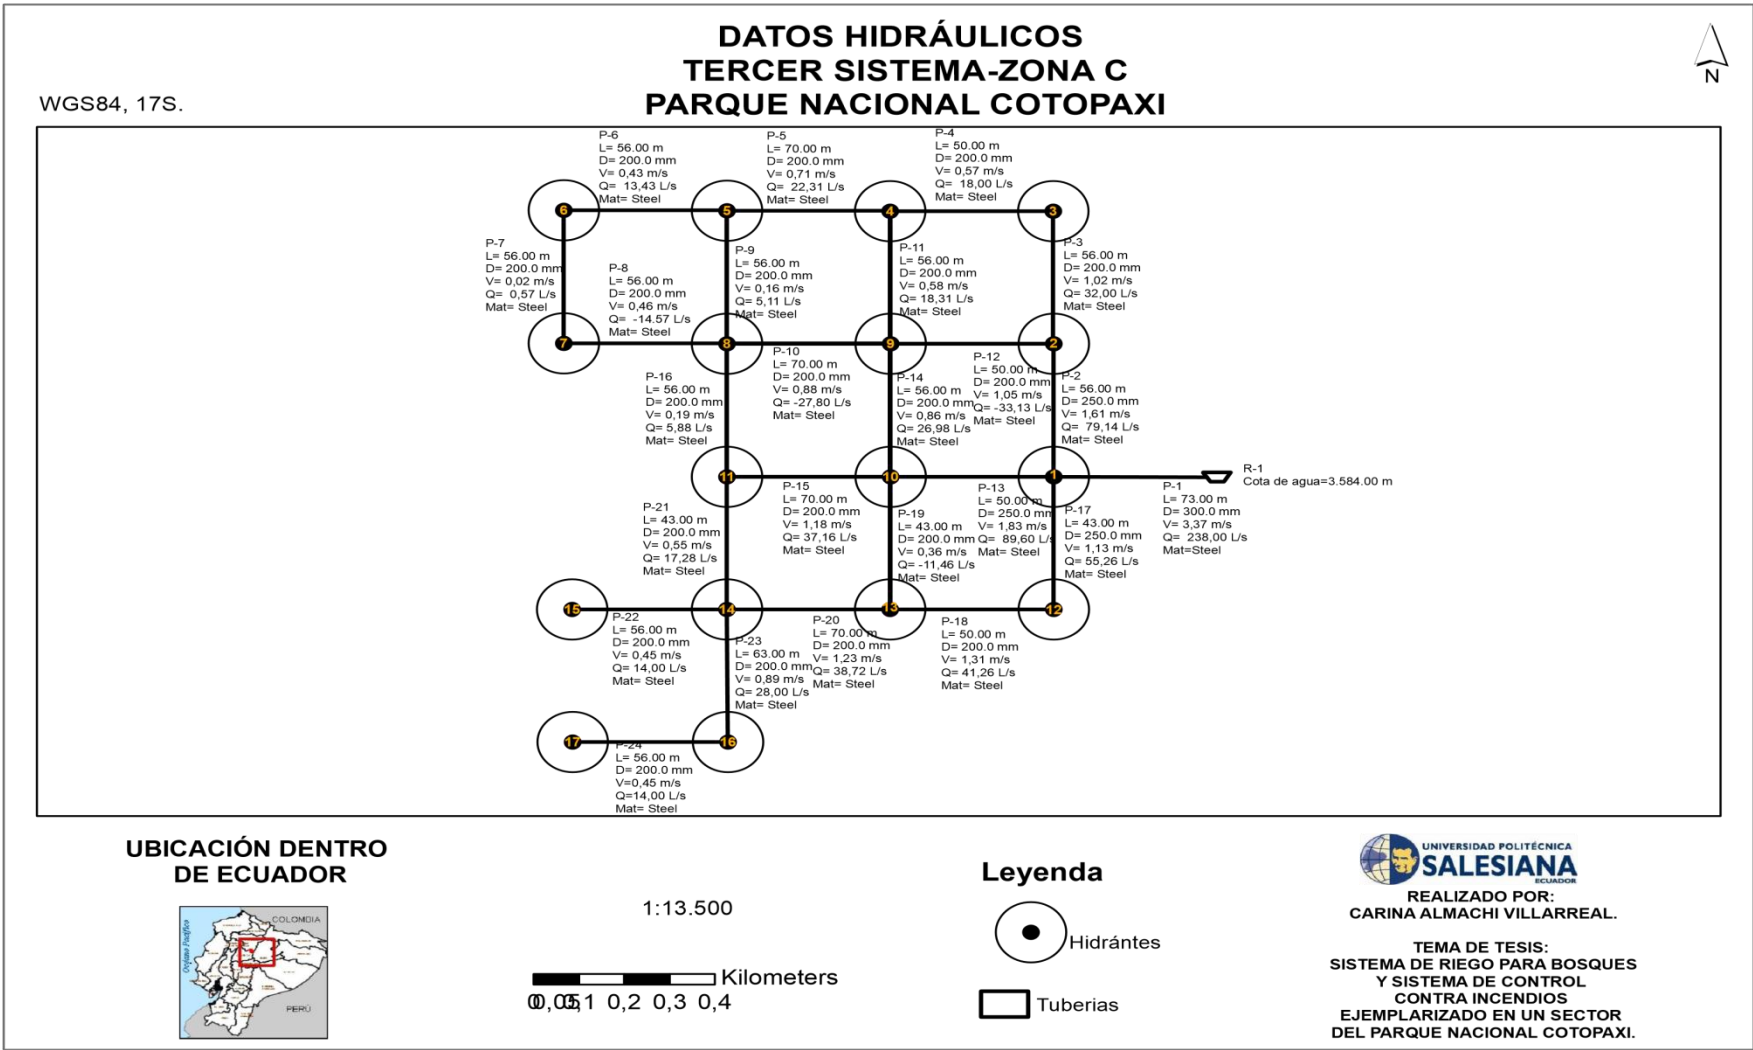 DATOS HIDRÁULICOS
TERCER SISTEMA-ZONA C
PARQUE NACIONAL COTOPAXI
WGS84, 17S.
N
P-6
L= 56.00 m
D= 200.0 mm
V= 0,43 m/s
Q= 13,43 L/s
Mat= Steel
P-5
L= 70.00 m
D= 200.0 mm
V= 0,71 m/s
Q= 22,31 L/s
Mat= Steel
P-4
L= 50.00 m
D= 200.0 mm
V= 0,57 m/s
Q= 18,00 L/s
Mat= Steel
6
5
4
3
P-7
L= 56.00 m
D= 200.0 mm
V= 0,02 m/s
Q= 0,57 L/s
Mat= Steel
P-8
L= 56.00 m
D= 200.0 mm
V= 0,46 m/s
Q= -14.57 L/s
Mat= Steel
P-9
L= 56.00 m
D= 200.0 mm
V= 0,16 m/s
Q= 5,11 L/s
Mat= Steel
P-11
L= 56.00 m
D= 200.0 mm
V= 0,58 m/s
Q= 18,31 L/s
Mat= Steel
P-3
L= 56.00 m
D= 200.0 mm
V= 1,02 m/s
Q= 32,00 L/s
Mat= Steel
7
8
9
2
P-16
L= 56.00 m
D= 200.0 mm
V= 0,19 m/s
Q= 5,88 L/s
Mat= Steel
P-10
L= 70.00 m
D= 200.0 mm
V= 0,88 m/s
Q= -27,80 L/s
Mat= Steel
P-14
L= 56.00 m
D= 200.0 mm
V= 0,86 m/s
Q= 26,98 L/s
Mat= Steel
P-12
L= 50.00 m
D= 200.0 mm
V= 1,05 m/s
Q= -33,13 L/s
Mat= Steel
P-2
L= 56.00 m
D= 250.0 mm
V= 1,61 m/s
Q= 79,14 L/s
Mat= Steel
11
10
1
R-1
Cota de agua=3.584.00 m
P-21
L= 43.00 m
D= 200.0 mm
V= 0,55 m/s
Q= 17,28 L/s
Mat= Steel
P-15
L= 70.00 m
D= 200.0 mm
V= 1,18 m/s
Q= 37,16 L/s
Mat= Steel
P-19
L= 43.00 m
D= 200.0 mm
V= 0,36 m/s
Q= -11,46 L/s
Mat= Steel
P-13
L= 50.00 m
D= 250.0 mm
V= 1,83 m/s
Q= 89,60 L/s
Mat= Steel
P-17
L= 43.00 m
D= 250.0 mm
V= 1,13 m/s
Q= 55,26 L/s
Mat= Steel
P-1
L= 73.00 m
D= 300.0 mm
V= 3,37 m/s
Q= 238,00 L/s
Mat=Steel
15
14
13
12
P-22
L= 56.00 m
D= 200.0 mm
V= 0,45 m/s
Q= 14,00 L/s
Mat= Steel
P-23
L= 63.00 m
D= 200.0 mm
V= 0,89 m/s
Q= 28,00 L/s
Mat= Steel
P-20
L= 70.00 m
D= 200.0 mm
V= 1,23 m/s
Q= 38,72 L/s
Mat= Steel
P-18
L= 50.00 m
D= 200.0 mm
V= 1,31 m/s
Q= 41,26 L/s
Mat= Steel
17
16
P-24
L= 56.00 m
D= 200.0 mm
V=0,45 m/s
Q=14,00 L/s
Mat= Steel
UBICACIÓN DENTRO
DE ECUADOR
COLOMBIA
Océano Pacífico
PERÚ
1:13.500
Kilometers
0 0,05 0,1 0,2 0,3 0,4
Leyenda
Hidrántes
Tuberias
UNIVERSIDAD POLITÉCNICA
SALESIANA
ECUADOR
REALIZADO POR:
CARINA ALMACHI VILLARREAL.
TEMA DE TESIS:
SISTEMA DE RIEGO PARA BOSQUES
Y SISTEMA DE CONTROL
CONTRA INCENDIOS
EJEMPLARIZADO EN UN SECTOR
DEL PARQUE NACIONAL COTOPAXI.